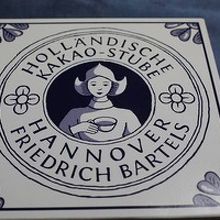 HOLLÄNDISCHE
KAKAO-STUBE
HANNOVER
FRIEDRICH BARTELS